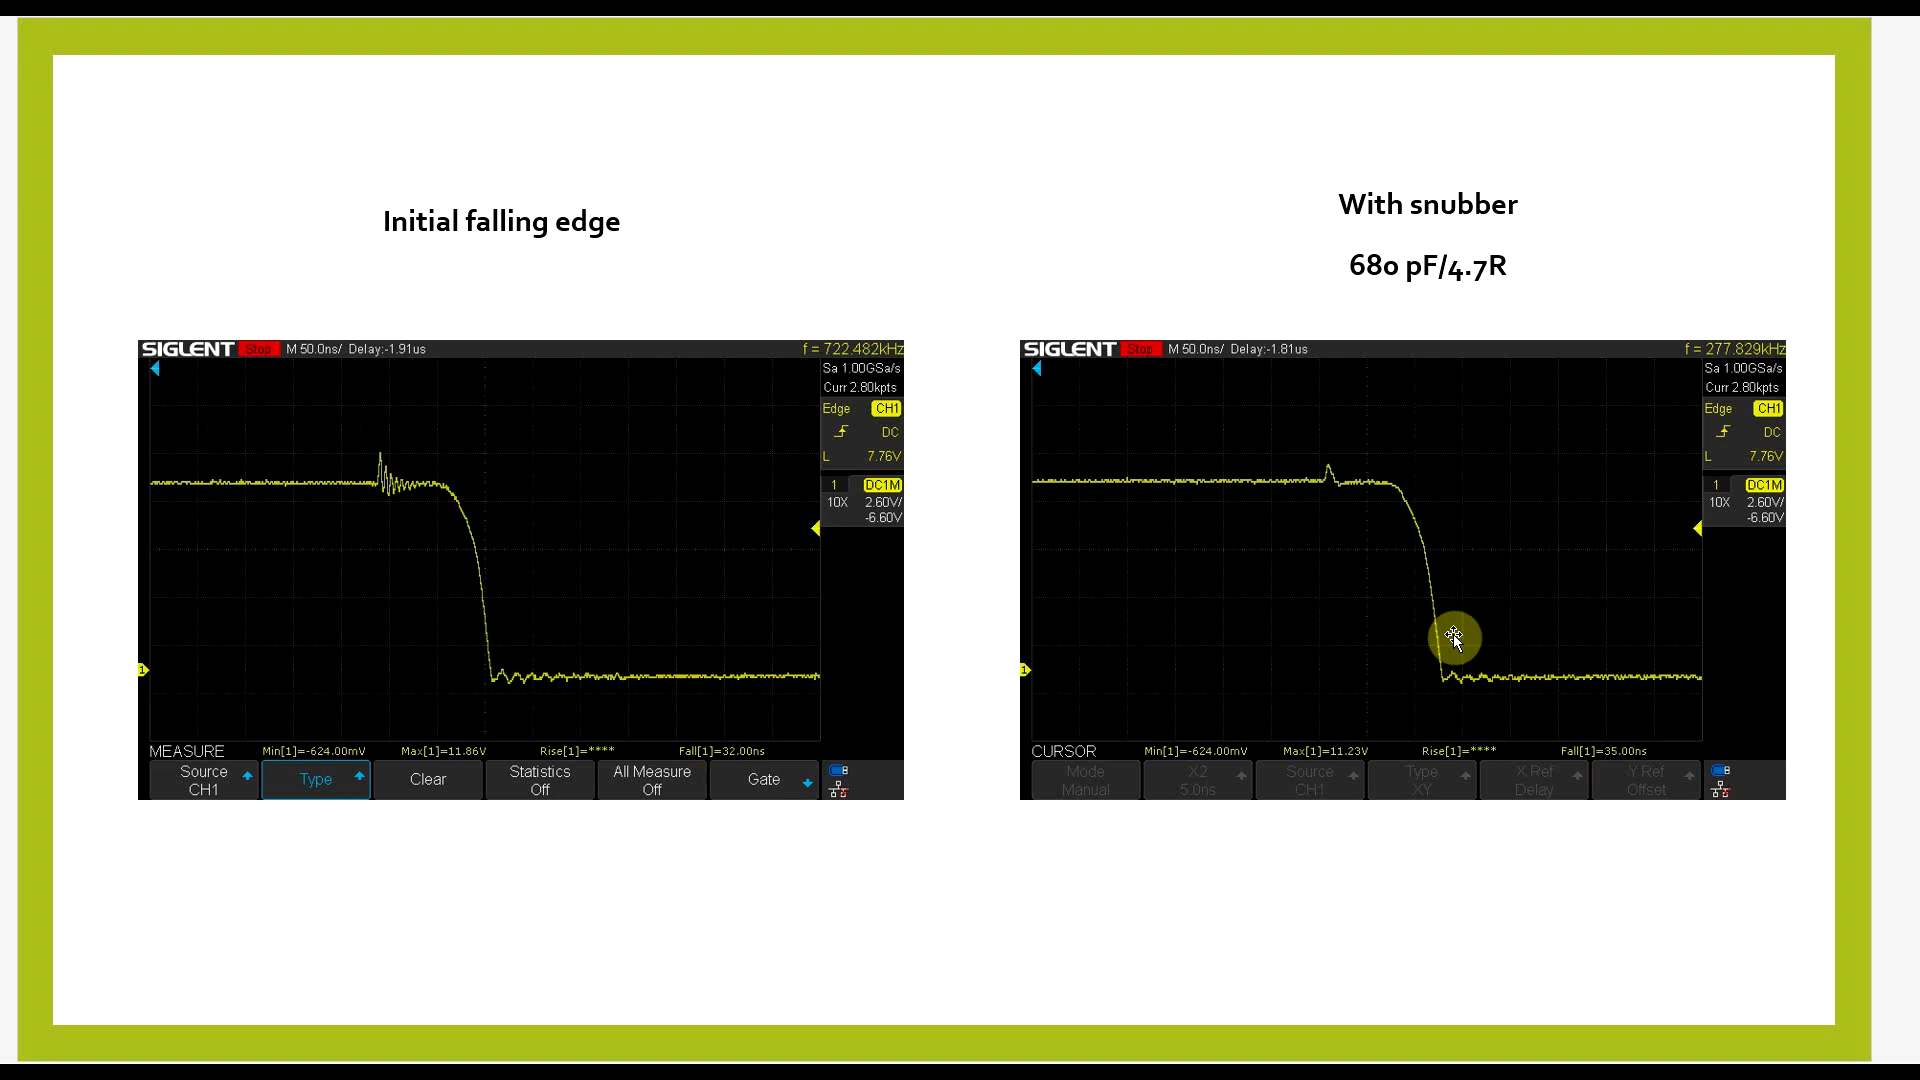 Initial falling edge
With snubber
680 pF/4.7R
SIGLENT Stop M 50.0ns/ Delay:-1.91us f = 722.482kHz
Sa 1.00GSa/s
Curr 2.80kpts
Edge CH1
DC
L 7.76V
1 DC1M
10X 2.60V/
-6.60V
1
MEASURE Min[1]=-624.00mV Max[1]=11.86V Rise[1]=**** Fall[1]=32.00ns
Source
CH1
Type
Clear
Statistics
Off
All Measure
Off
Gate
SIGLENT Stop M 50.0ns/ Delay:-1.81us f = 277.829kHz
Sa 1.00GSa/s
Curr 2.80kpts
Edge CH1
DC
L 7.76V
1 DC1M
10X 2.60V/
-6.60V
1
CURSOR Min[1]=-624.00mV Max[1]=11.23V Rise[1]=**** Fall[1]=35.00ns
Mode
Manual
X2
5.0ns
Source
CH1
Type
XY
X Ref
Delay
Y Ref
Offset